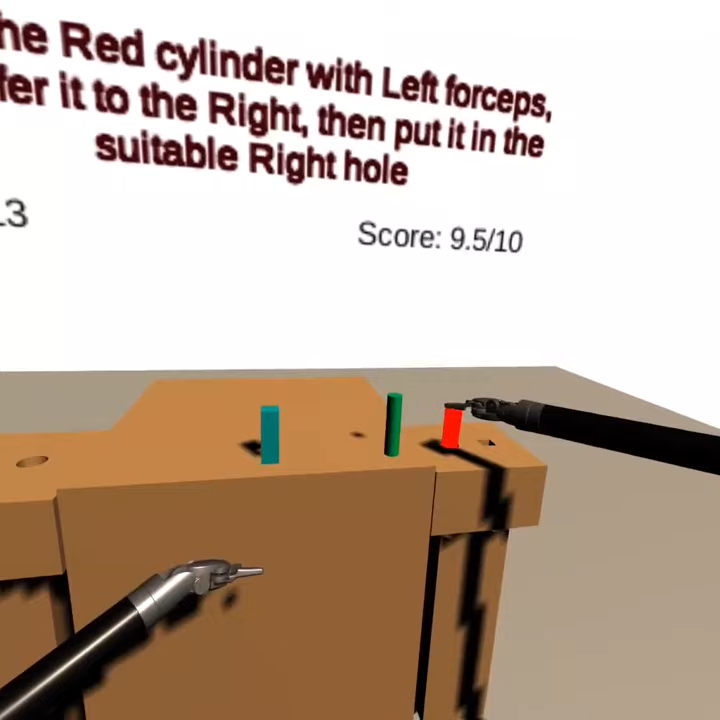 he Red cylinder with Left forceps,
fer it to the Right, then put it in the
suitable Right hole
.3
Score: 9.5/10